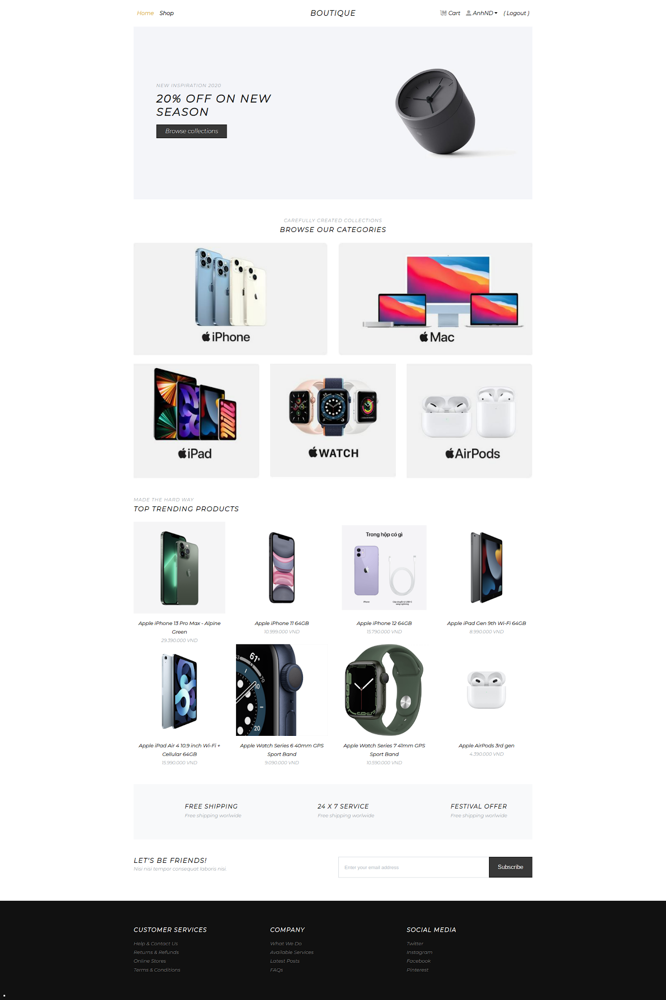 Home Shop BOUTIQUE Cart AnhND ( Logout )
NEW INSPIRATION 2020
20% OFF ON NEW
SEASON
Browse collections
CAREFULLY CREATED COLLECTIONS
BROWSE OUR CATEGORIES
iPhone
Mac
iPad
WATCH
AirPods
MADE THE HARD WAY
TOP TRENDING PRODUCTS
Trong hộp có gì
iPhone
Cáp chuyển từ USB-C
sang Lightning
Apple iPhone 13 Pro Max - Alpine
Green
29.390.000 VND
Apple iPhone 11 64GB
10.999.000 VND
Apple iPhone 12 64GB
15.790.000 VND
Apple iPad Gen 9th Wi-Fi 64GB
8.990.000 VND
61°
53
70
10
20
Apple iPad Air 4 10.9 inch Wi-Fi +
Cellular 64GB
15.990.000 VND
Apple Watch Series 6 40mm GPS
Sport Band
9.090.000 VND
Apple Watch Series 7 41mm GPS
Sport Band
10.590.000 VND
Apple AirPods 3rd gen
4.390.000 VND
FREE SHIPPING
Free shipping worlwide
24 X 7 SERVICE
Free shipping worlwide
FESTIVAL OFFER
Free shipping worlwide
LET'S BE FRIENDS!
Nisi nisi tempor consequat laboris nisi.
Enter your email address
Subscribe
CUSTOMER SERVICES
Help & Contact Us
Returns & Refunds
Online Stores
Terms & Conditions
COMPANY
What We Do
Available Services
Latest Posts
FAQs
SOCIAL MEDIA
Twitter
Instagram
Facebook
Pinterest